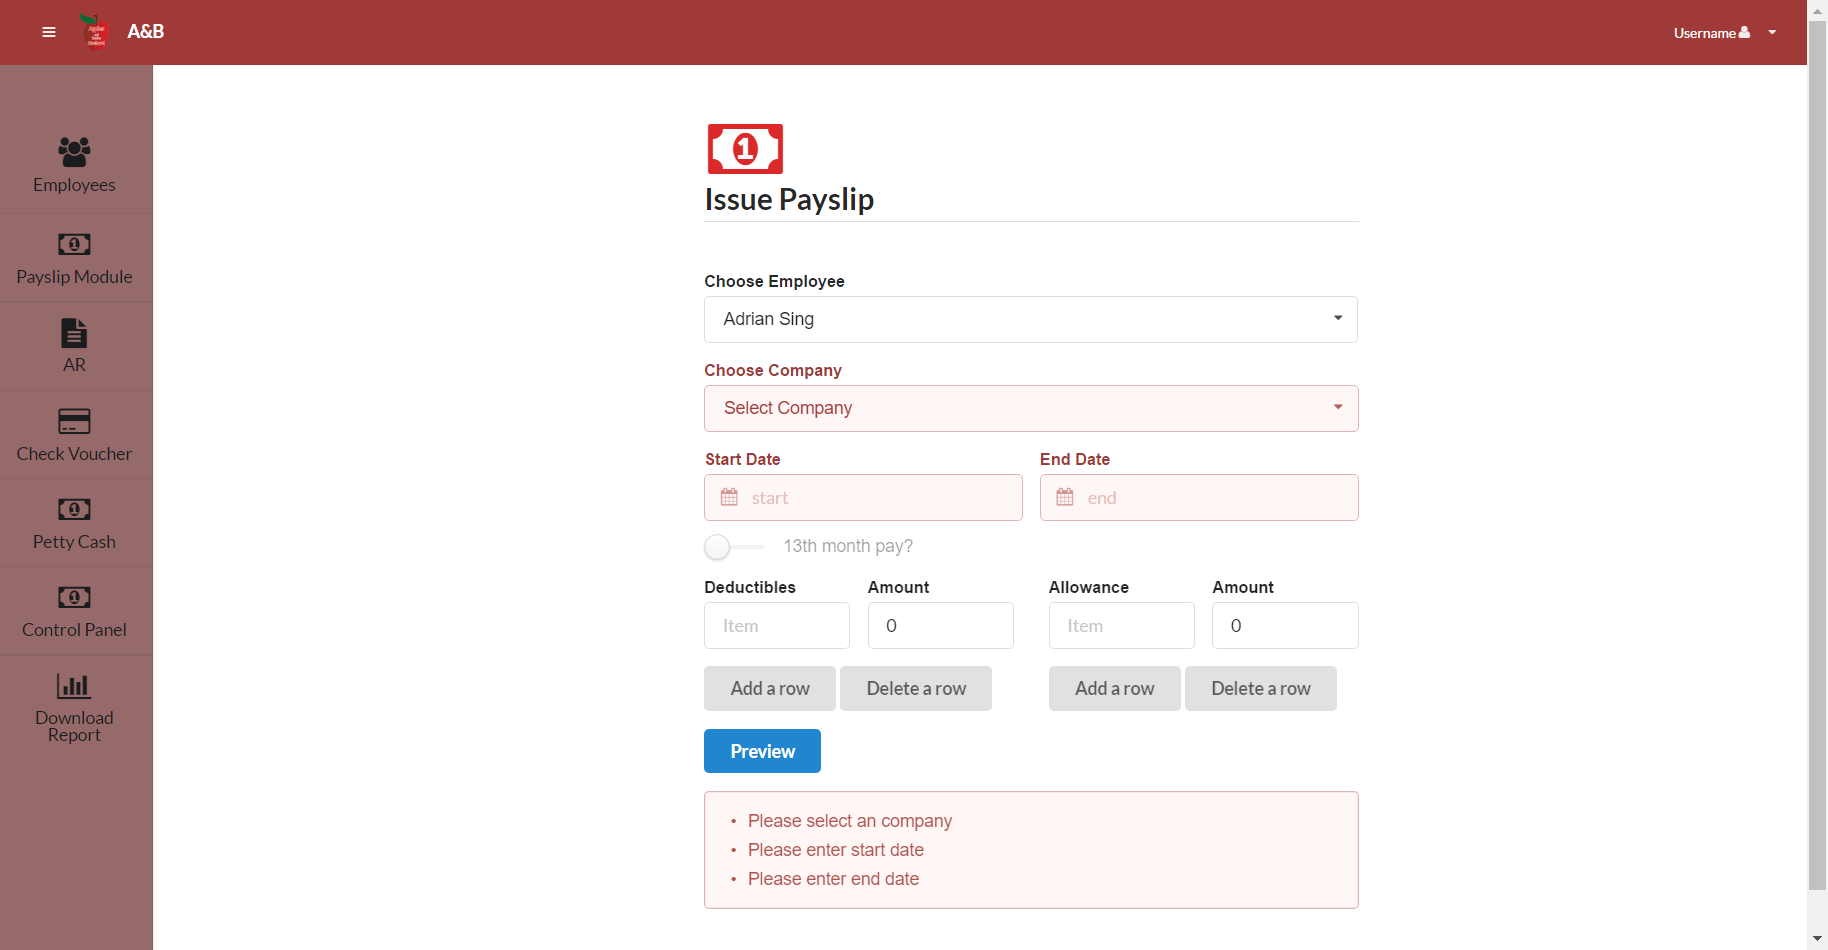 A&B
Username
Employees
Payslip Module
AR
Check Voucher
Petty Cash
Control Panel
Download
Report
1
Issue Payslip
Choose Employee
Adrian Sing
Choose Company
Select Company
Start Date End Date
start end
13th month pay?
Deductibles Amount Allowance Amount
Item 0 Item 0
Add a row Delete a row Add a row Delete a row
Preview
• Please select an company
• Please enter start date
• Please enter end date